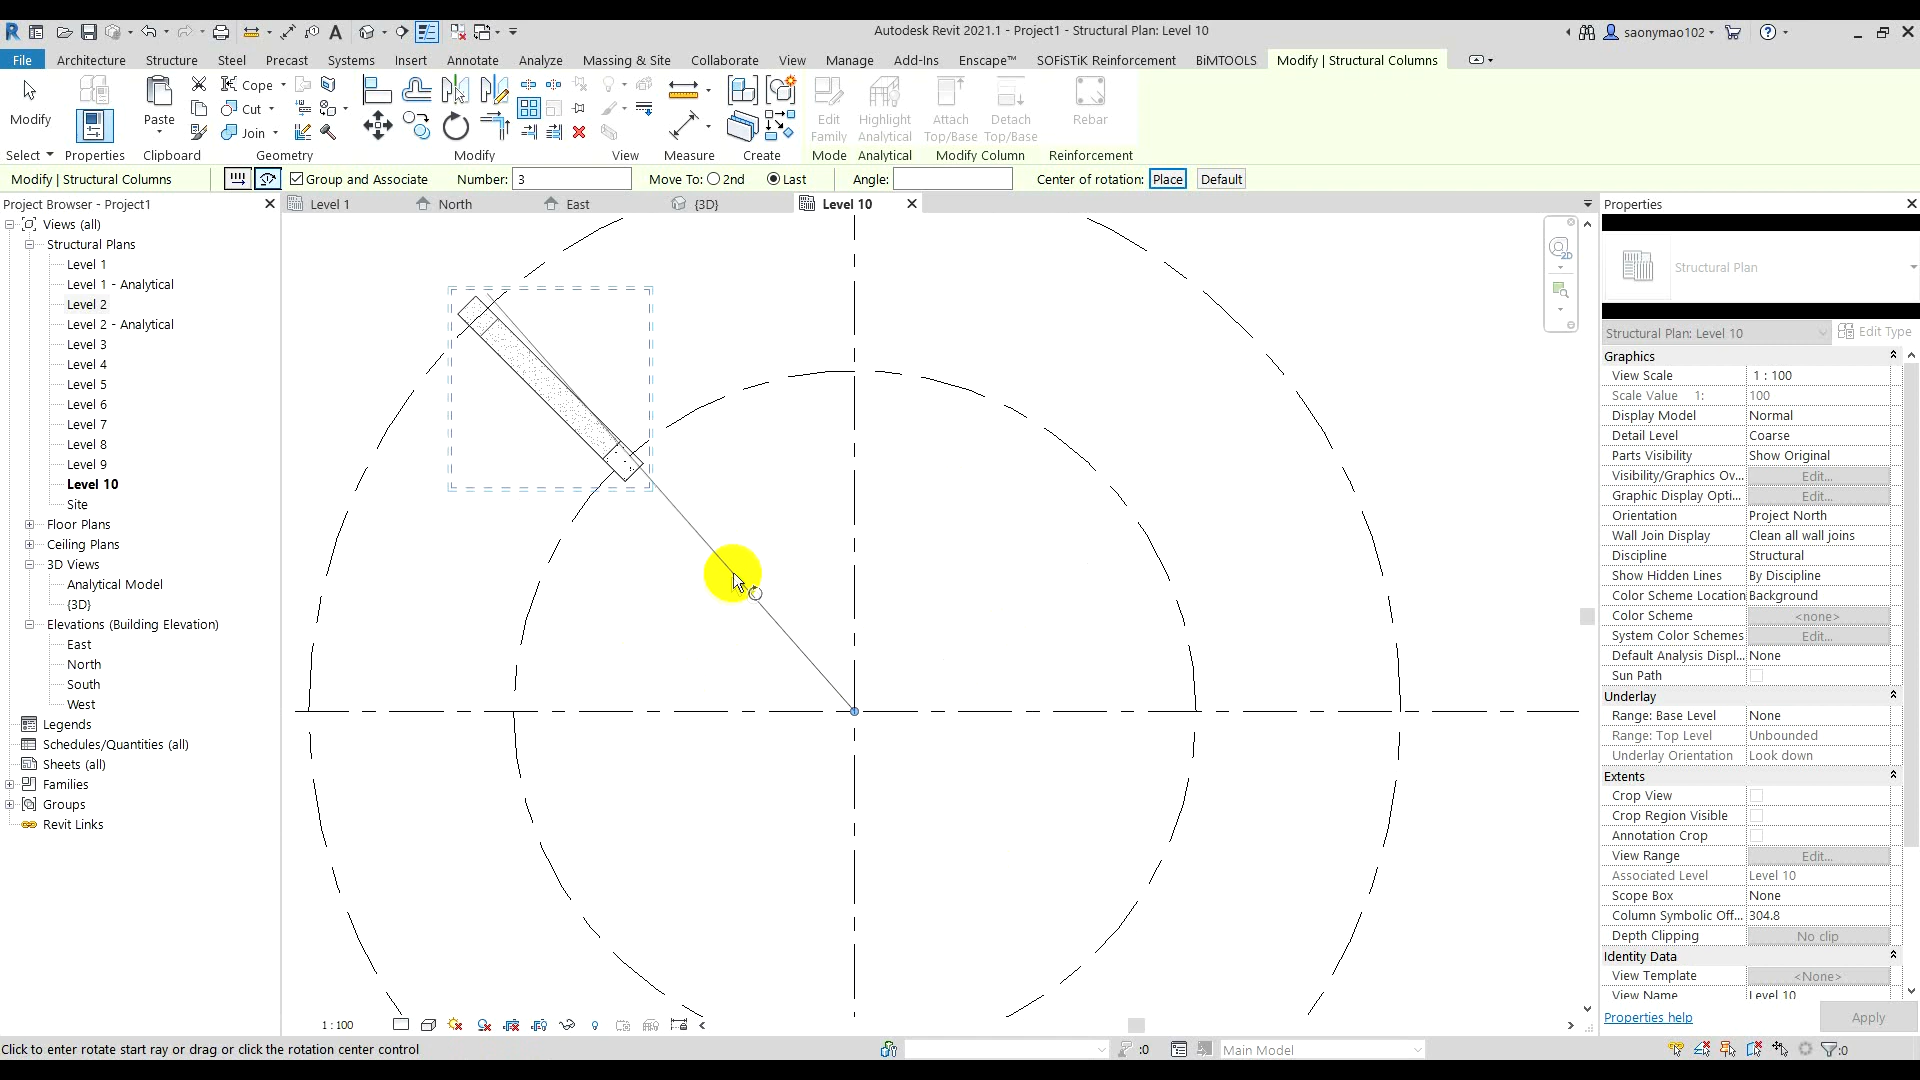 Autodesk Revit 2021.1 - Project1 - Structural Plan: Level 10
saonymao102
File Architecture Structure Steel Precast Systems Insert Annotate Analyze Massing & Site Collaborate View Manage Add-Ins Enscape™ SOFiSTiK Reinforcement BiMTOOLS Modify | Structural Columns
Modify
Paste
Cope
Cut
Join
Edit Family
Highlight Analytical
Attach Top/Base
Detach Top/Base
Rebar
Select Properties Clipboard Geometry Modify View Measure Create Mode Analytical Modify Column Reinforcement
Modify | Structural Columns Group and Associate Number: 3 Move To: 2nd Last Angle: Center of rotation: Place Default
Project Browser - Project1
Views (all)
Structural Plans
Level 1
Level 1 - Analytical
Level 2
Level 2 - Analytical
Level 3
Level 4
Level 5
Level 6
Level 7
Level 8
Level 9
Level 10
Site
Floor Plans
Ceiling Plans
3D Views
Analytical Model
{3D}
Elevations (Building Elevation)
East
North
South
West
Legends
Schedules/Quantities (all)
Sheets (all)
Families
Groups
Revit Links
Level 1 North East {3D} Level 10
2D
Properties
Structural Plan
Structural Plan: Level 10 Edit Type
Graphics
View Scale 1 : 100
Scale Value 1: 100
Display Model Normal
Detail Level Coarse
Parts Visibility Show Original
Visibility/Graphics Ov... Edit...
Graphic Display Opti... Edit...
Orientation Project North
Wall Join Display Clean all wall joins
Discipline Structural
Show Hidden Lines By Discipline
Color Scheme Location Background
Color Scheme <none>
System Color Schemes Edit...
Default Analysis Displ... None
Sun Path
Underlay
Range: Base Level None
Range: Top Level Unbounded
Underlay Orientation Look down
Extents
Crop View
Crop Region Visible
Annotation Crop
View Range Edit...
Associated Level Level 10
Scope Box None
Column Symbolic Off... 304.8
Depth Clipping No clip
Identity Data
View Template <None>
View Name Level 10
Properties help Apply
1 : 100
Click to enter rotate start ray or drag or click the rotation center control
:0 Main Model :0